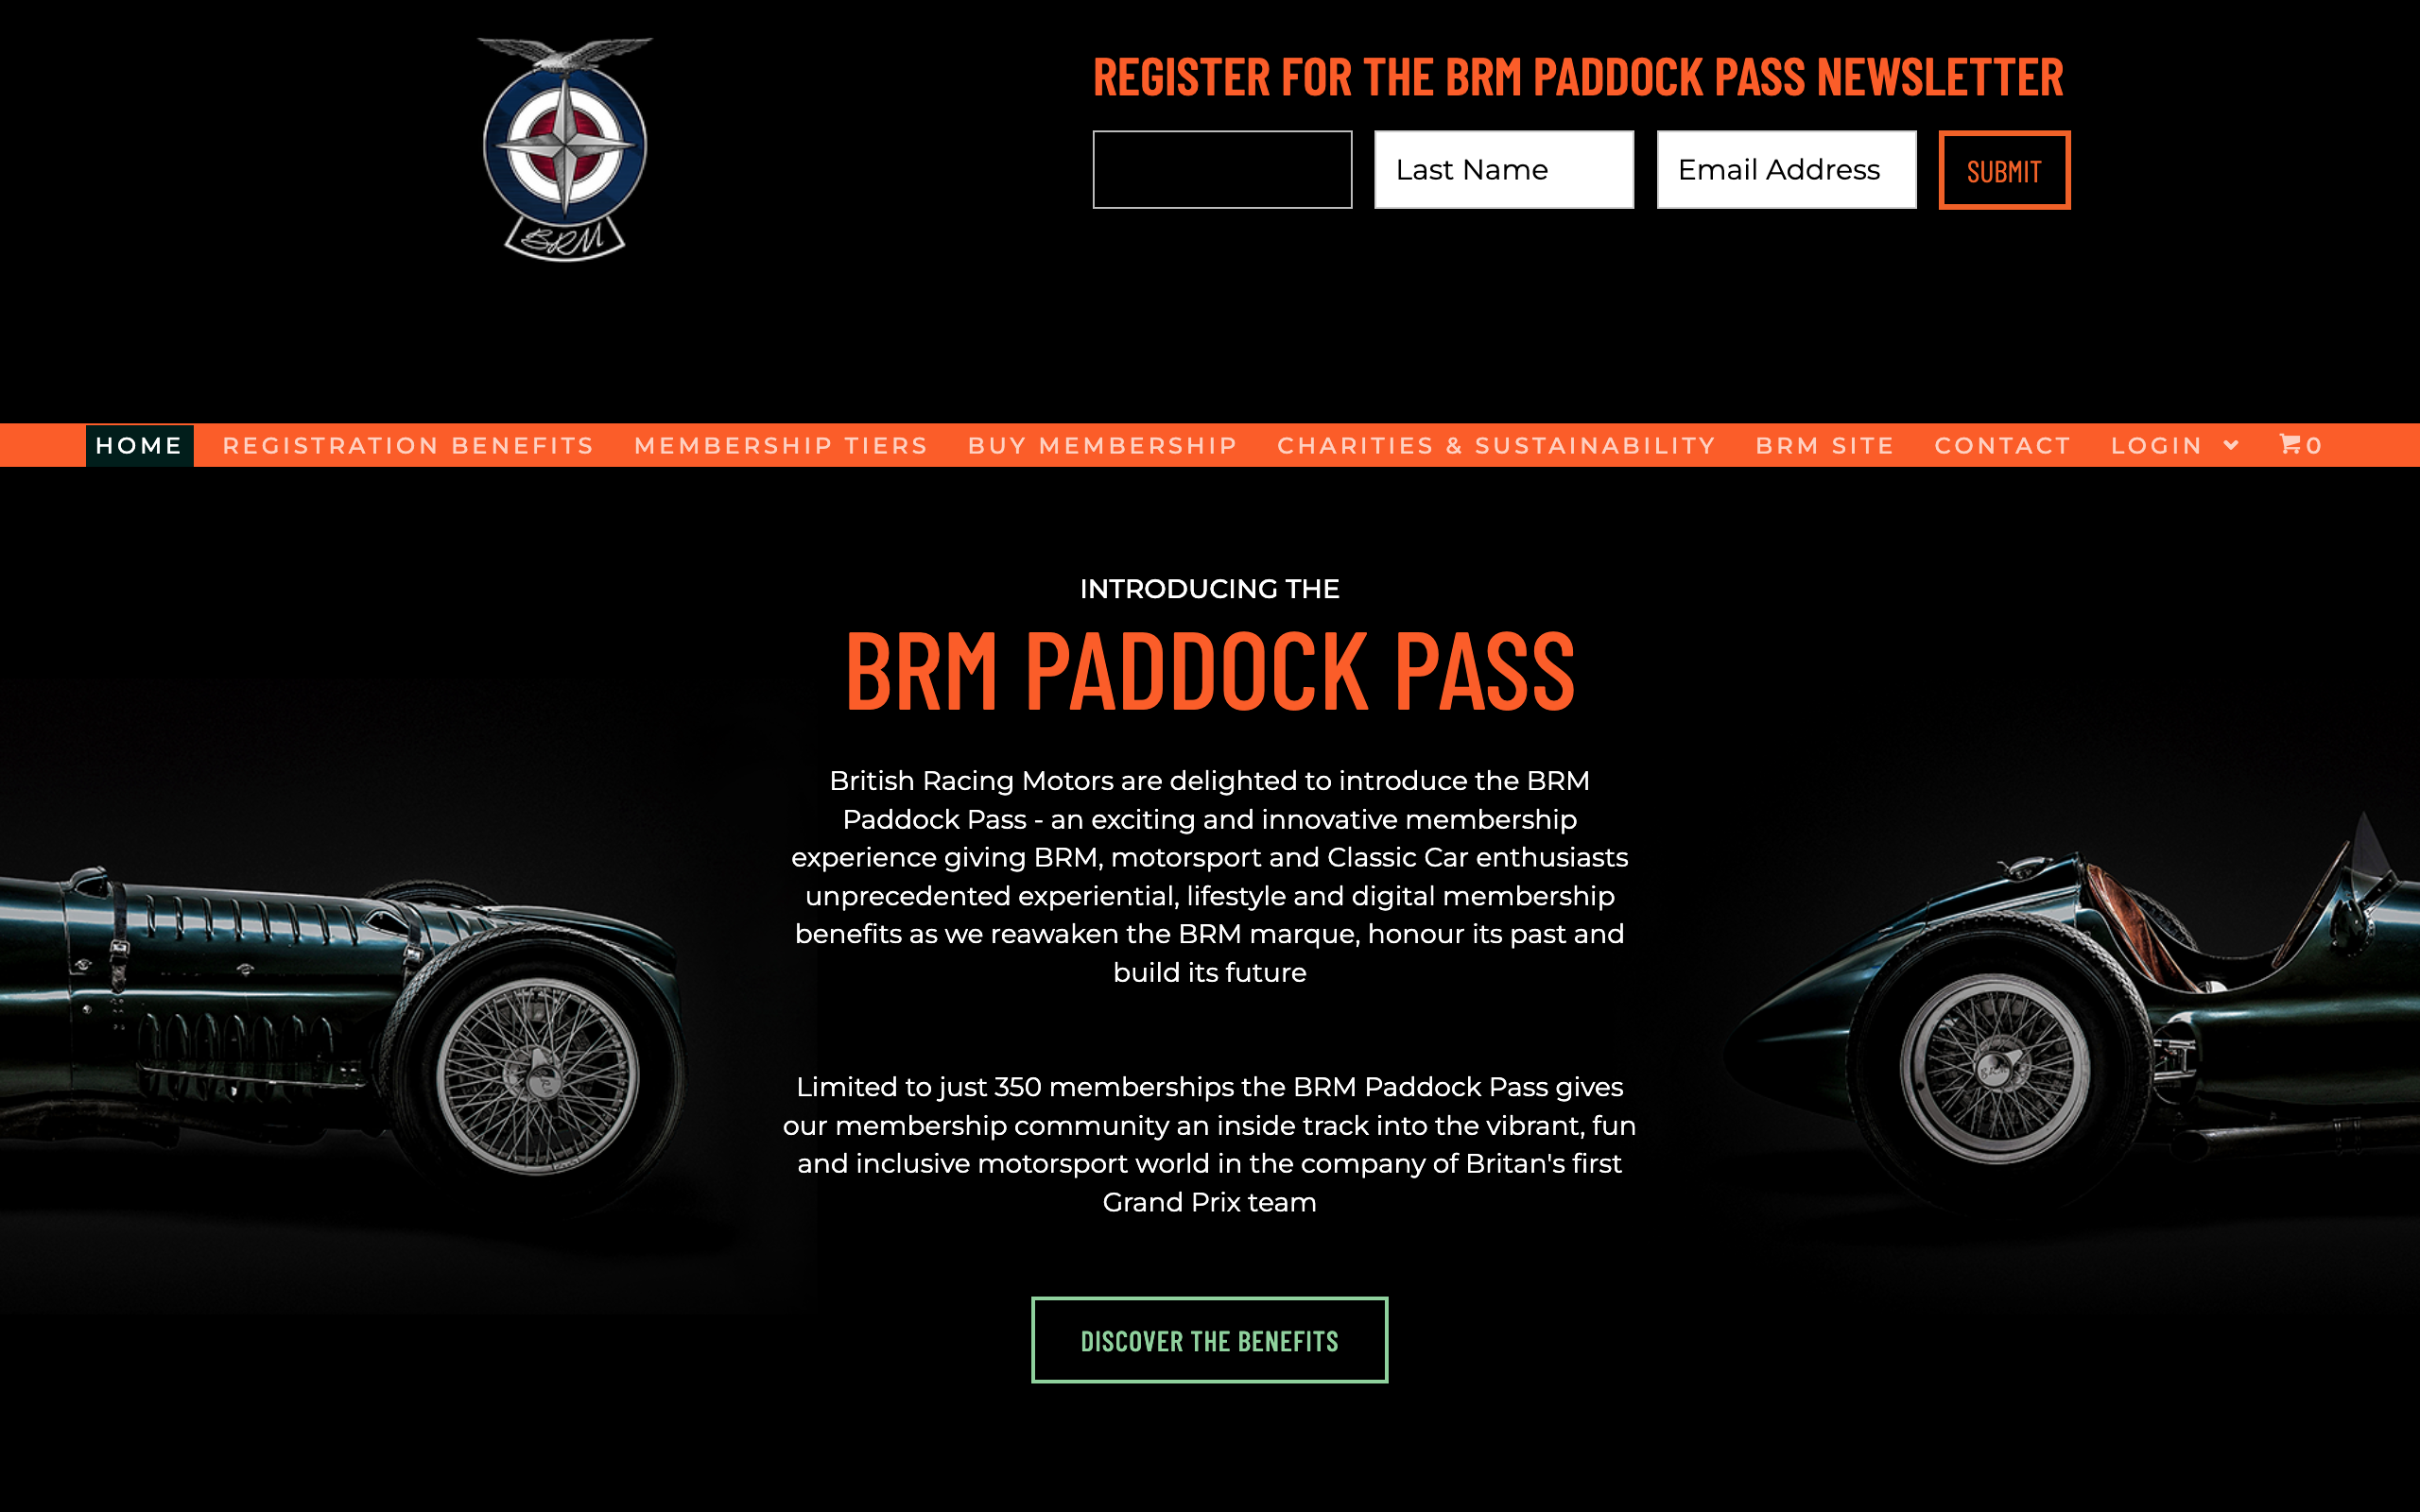 BRM
REGISTER FOR THE BRM PADDOCK PASS NEWSLETTER
Last Name
Email Address
SUBMIT
HOME
REGISTRATION BENEFITS
MEMBERSHIP TIERS
BUY MEMBERSHIP
CHARITIES & SUSTAINABILITY
BRM SITE
CONTACT
LOGIN
0
INTRODUCING THE
BRM PADDOCK PASS
British Racing Motors are delighted to introduce the BRM
Paddock Pass - an exciting and innovative membership
experience giving BRM, motorsport and Classic Car enthusiasts
unprecedented experiential, lifestyle and digital membership
benefits as we reawaken the BRM marque, honour its past and
build its future
Limited to just 350 memberships the BRM Paddock Pass gives
our membership community an inside track into the vibrant, fun
and inclusive motorsport world in the company of Britan's first
Grand Prix team
DISCOVER THE BENEFITS